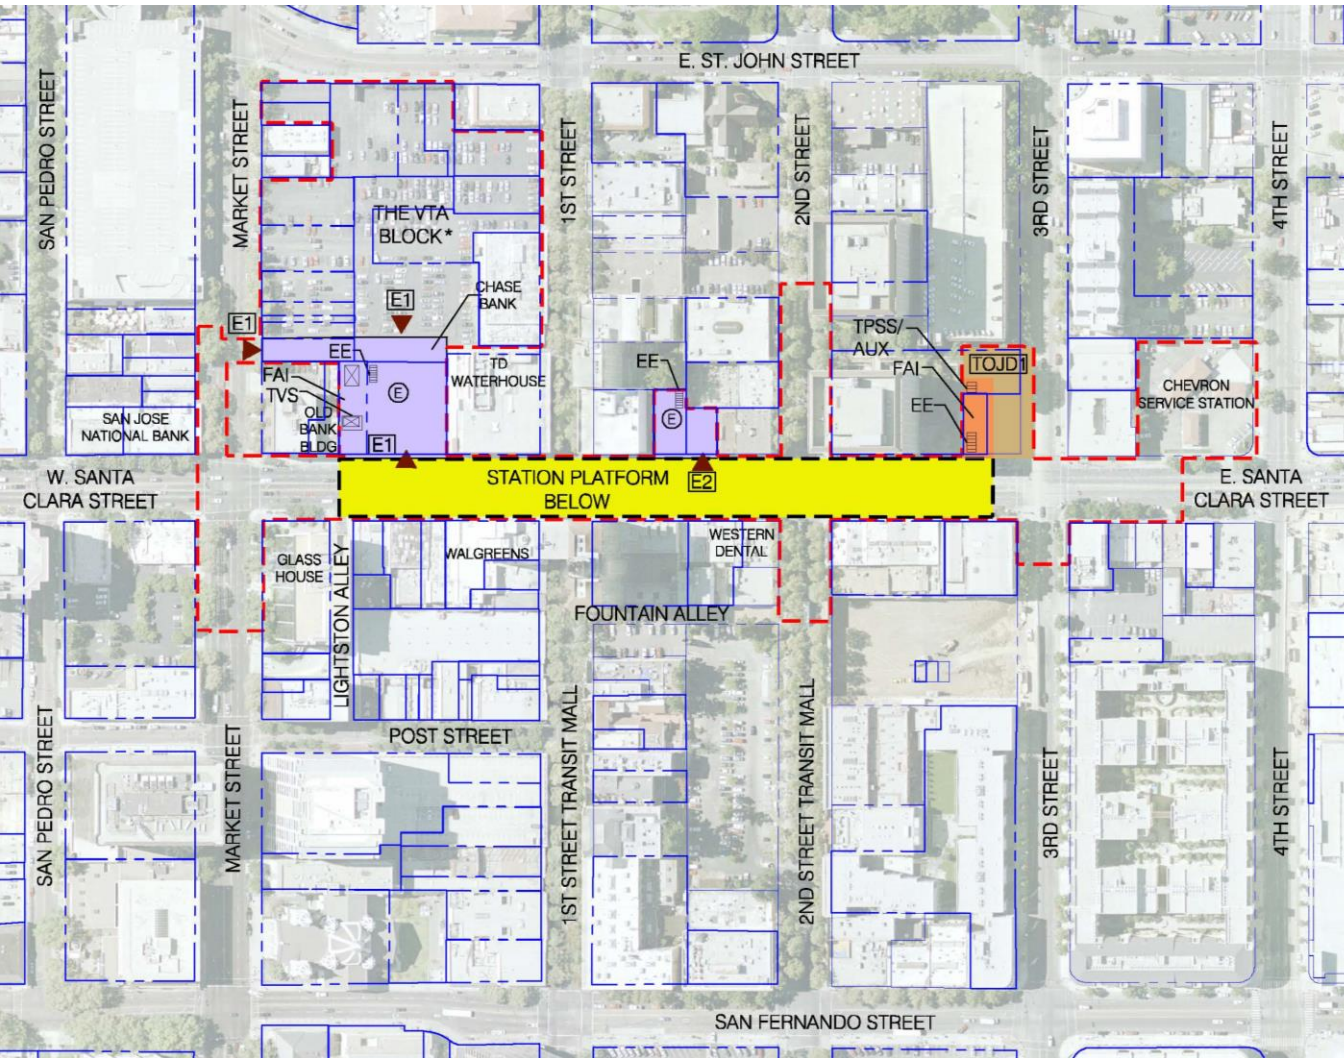 E. ST. JOHN STREET
SAN PEDRO STREET
MARKET STREET
1ST STREET
2ND STREET
3RD STREET
4TH STREET
THE VTA
BLOCK*
CHASE
BANK
E1
E1
EE
FAI
TVS
E
OLD
BANK
BLDG
E1
TD
WATERHOUSE
EE
E
TPSS/
AUX
FAI
EE
TOJD1
CHEVRON
SERVICE STATION
SAN JOSE
NATIONAL BANK
W. SANTA
CLARA STREET
STATION PLATFORM
BELOW
E2
E. SANTA
CLARA STREET
GLASS
HOUSE
LIGHTSTON ALLEY
WALGREENS
WESTERN
DENTAL
FOUNTAIN ALLEY
POST STREET
SAN PEDRO STREET
MARKET STREET
1ST STREET TRANSIT MALL
2ND STREET TRANSIT MALL
3RD STREET
4TH STREET
SAN FERNANDO STREET